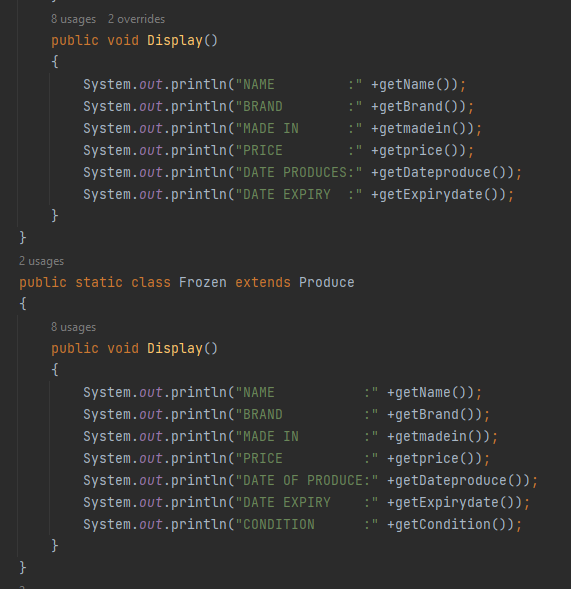 8 usages   2 overrides
public void Display()
{
    System.out.println("NAME         :" +getName());
    System.out.println("BRAND        :" +getBrand());
    System.out.println("MADE IN      :" +getmadein());
    System.out.println("PRICE        :" +getprice());
    System.out.println("DATE PRODUCES:" +getDateproduce());
    System.out.println("DATE EXPIRY  :" +getExpirydate());
}
}
2 usages
public static class Frozen extends Produce
{
    8 usages
    public void Display()
    {
        System.out.println("NAME           :" +getName());
        System.out.println("BRAND          :" +getBrand());
        System.out.println("MADE IN        :" +getmadein());
        System.out.println("PRICE          :" +getprice());
        System.out.println("DATE OF PRODUCE:" +getDateproduce());
        System.out.println("DATE EXPIRY    :" +getExpirydate());
        System.out.println("CONDITION      :" +getCondition());
    }
}